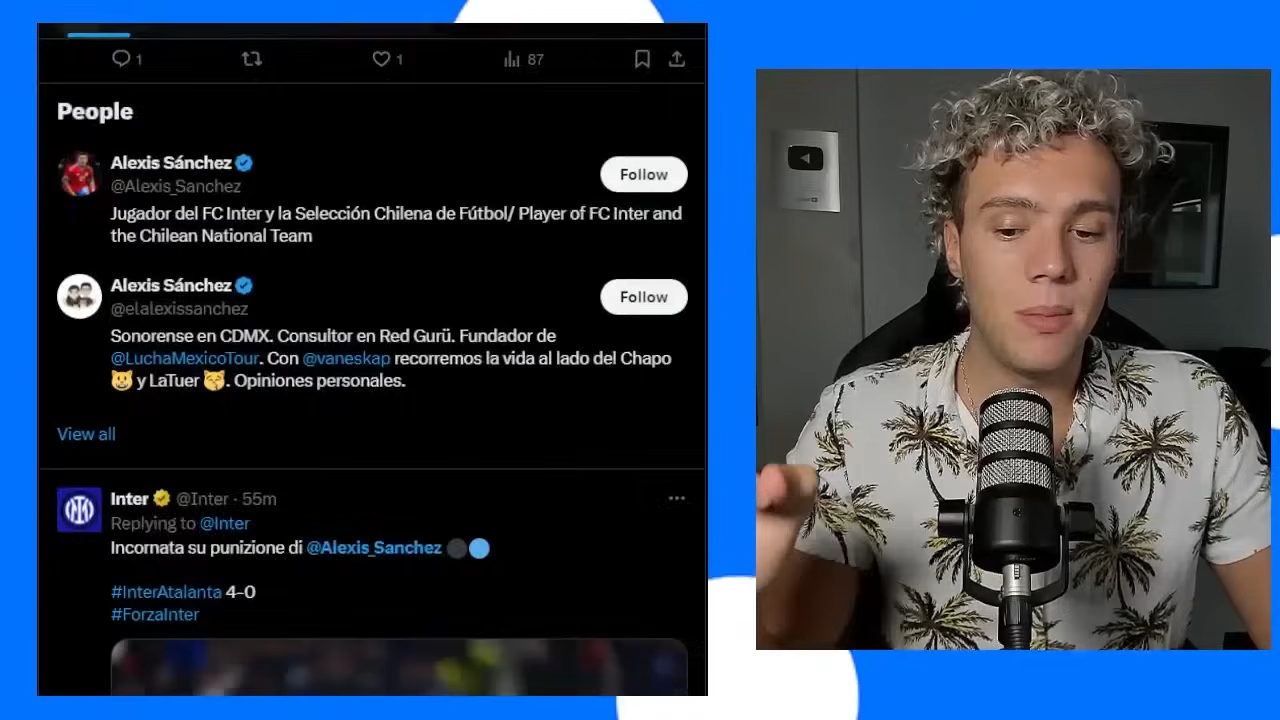 1
1
87
People
Alexis Sánchez
@Alexis_Sanchez
Follow
Jugador del FC Inter y la Selección Chilena de Fútbol/ Player of FC Inter and
the Chilean National Team
Alexis Sánchez
@elalexissanchez
Follow
Sonorense en CDMX. Consultor en Red Gurü. Fundador de
@LuchaMexicoTour. Con @vaneskap recorremos la vida al lado del Chapo
😺 y LaTuer 😽. Opiniones personales.
View all
Inter @Inter · 55m
Replying to @Inter
Incornata su punizione di @Alexis_Sanchez ⚫🔵
#InterAtalanta 4-0
#ForzaInter